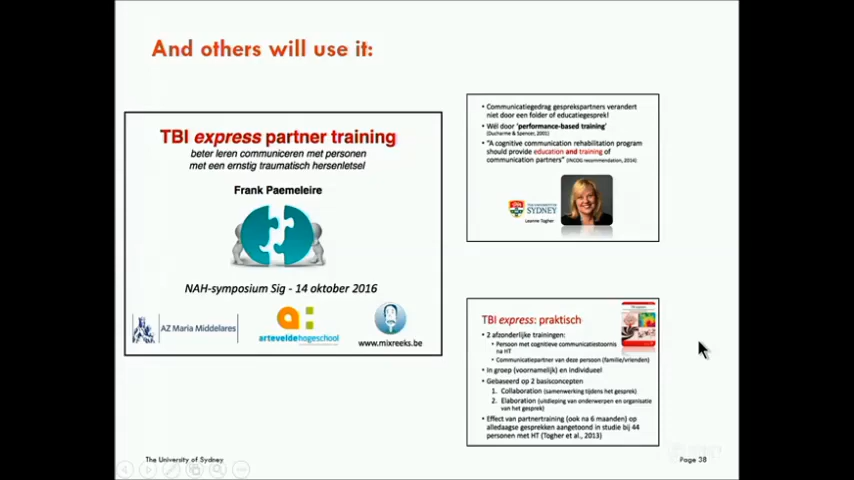 And others will use it:
TBI express partner training
beter leren communiceren met personen
met een ernstig traumatisch hersenletsel
Frank Paemeleire
NAH-symposium Sig - 14 oktober 2016
AZ Maria Middelares
arteveldehogeschool
www.mixreeks.be
• Communicatiegedrag gesprekspartners verandert
niet door een folder of educatiegesprek!
• Wél door 'performance-based training'
(Ducharme & Spencer, 2001)
• "A cognitive communication rehabilitation program
should provide education and training of
communication partners" (INCOG recommendation, 2014)
THE UNIVERSITY OF
SYDNEY
Leanne Togher
TBI express: praktisch
• 2 afzonderlijke trainingen:
• Persoon met cognitieve communicatiestoornis
na HT
• Communicatiepartner van deze persoon (familie/vrienden)
• In groep (voornamelijk) en individueel
• Gebaseerd op 2 basisconcepten
1. Collaboration (samenwerking tijdens het gesprek)
2. Elaboration (uitdieping van onderwerpen en organisatie
van het gesprek)
• Effect van partnertraining (ook na 6 maanden) op
alledaagse gesprekken aangetoond in studie bij 44
personen met HT (Togher et al., 2013)
The University of Sydney
Page 38